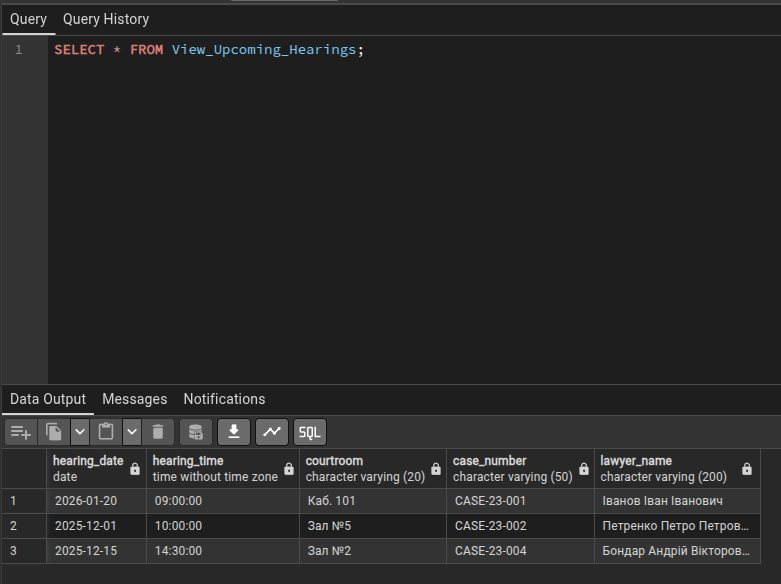 Query Query History
1 SELECT * FROM View_Upcoming_Hearings;
Data Output Messages Notifications
SQL
hearing_date hearing_time courtroom case_number lawyer_name
date time without time zone character varying (20) character varying (50) character varying (200)
1 2026-01-20 09:00:00 Каб. 101 CASE-23-001 Іванов Іван Іванович
2 2025-12-01 10:00:00 Зал №5 CASE-23-002 Петренко Петро Петров...
3 2025-12-15 14:30:00 Зал №2 CASE-23-004 Бондар Андрій Вікторов...